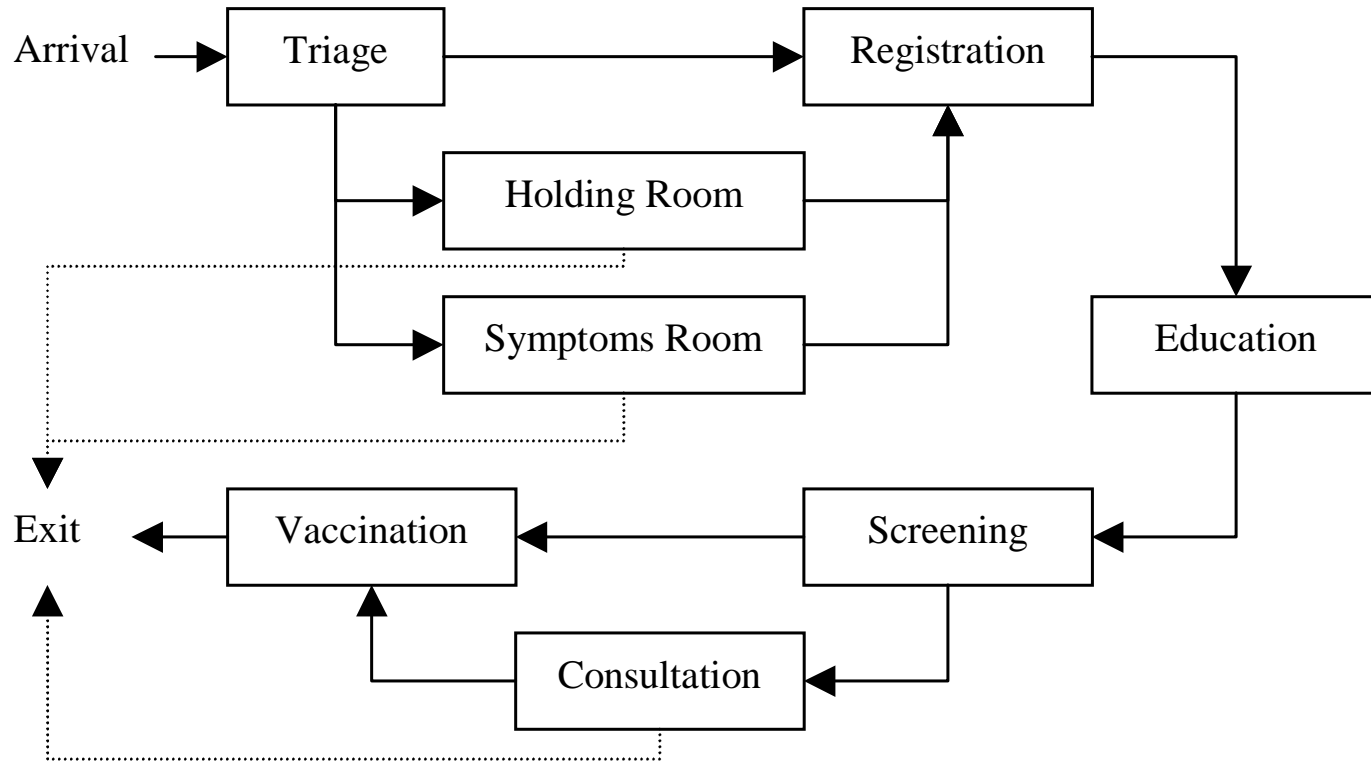 Arrival
Triage
Registration
Holding Room
Symptoms Room
Education
Exit
Vaccination
Screening
Consultation